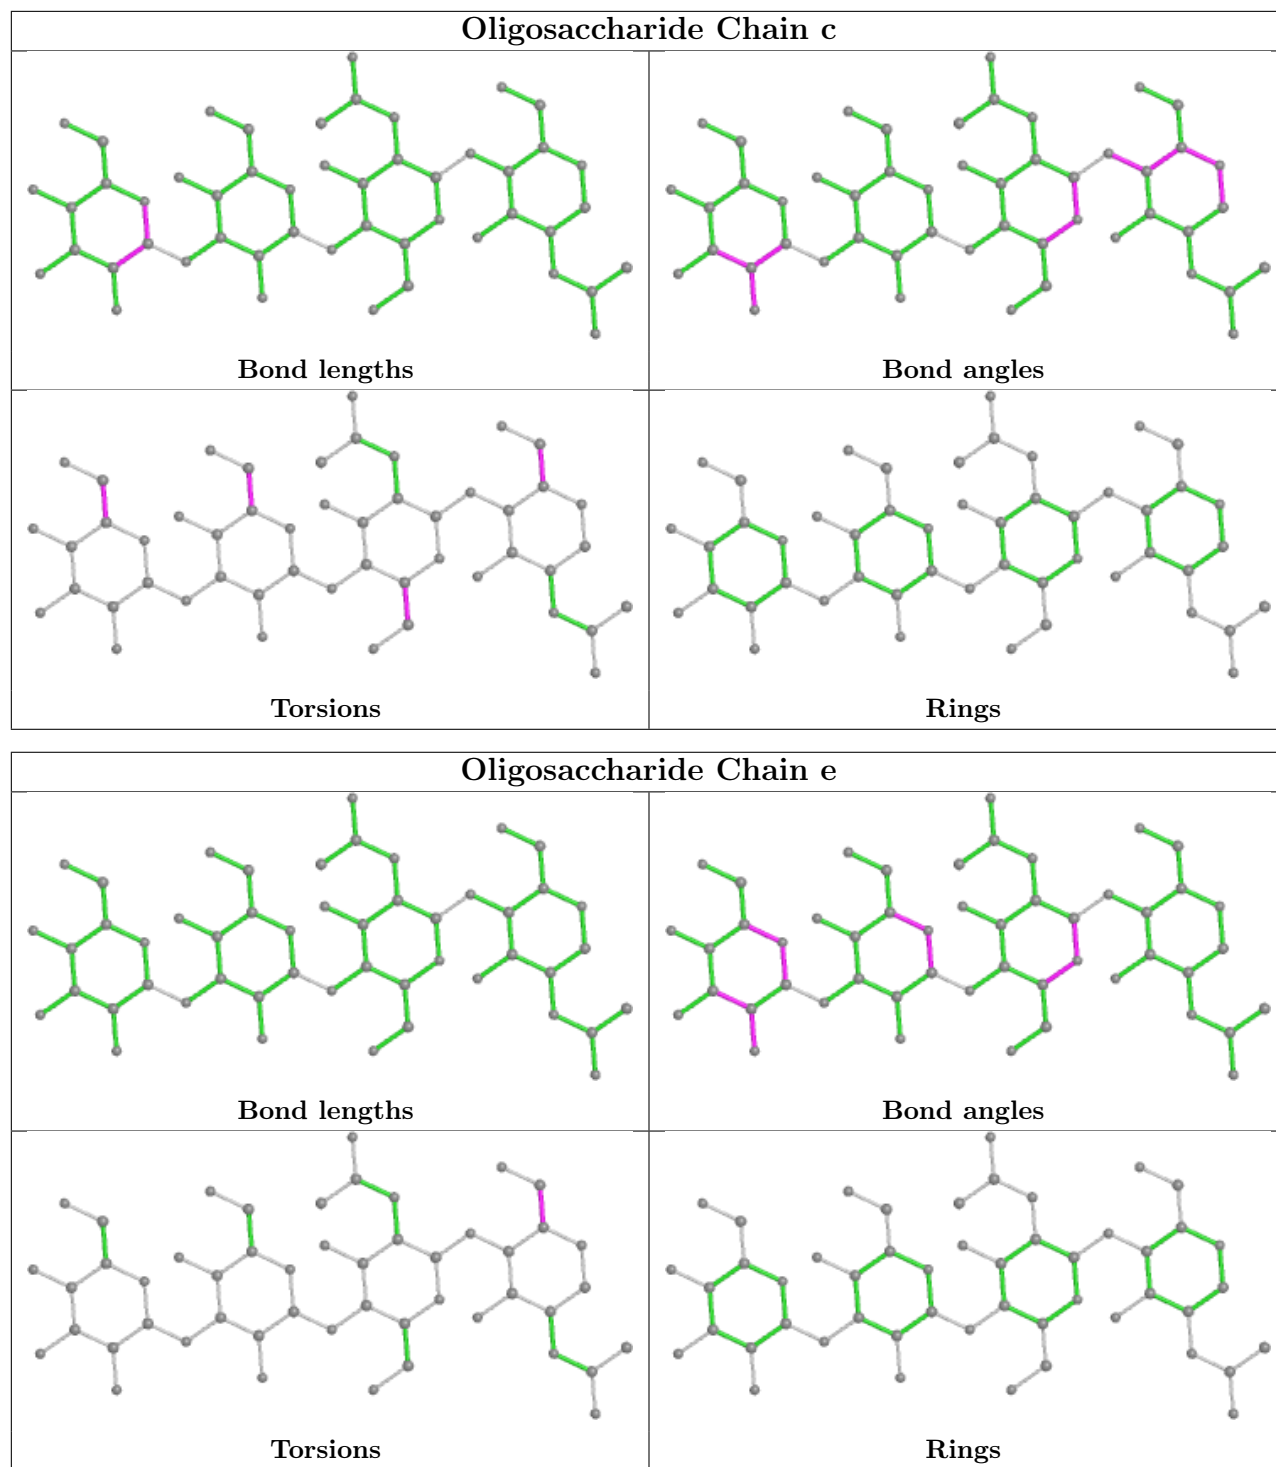 Oligosaccharide Chain c
Bond lengths
Bond angles
Torsions
Rings
Oligosaccharide Chain e
Bond lengths
Bond angles
Torsions
Rings